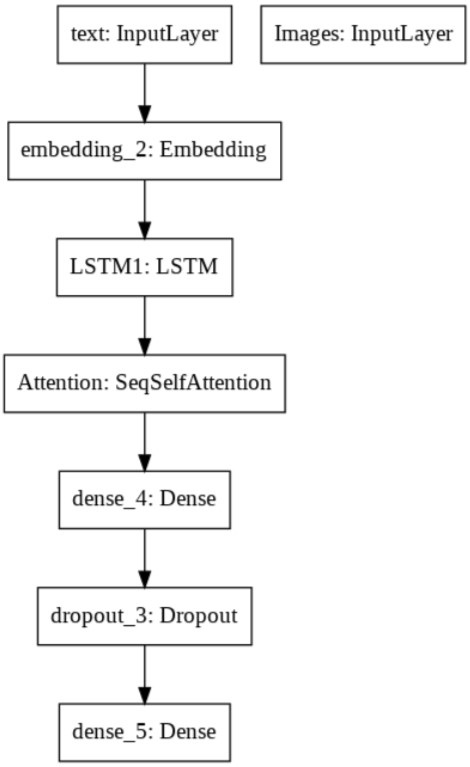 text: InputLayer
Images: InputLayer
embedding_2: Embedding
LSTM1: LSTM
Attention: SeqSelfAttention
dense_4: Dense
dropout_3: Dropout
dense_5: Dense